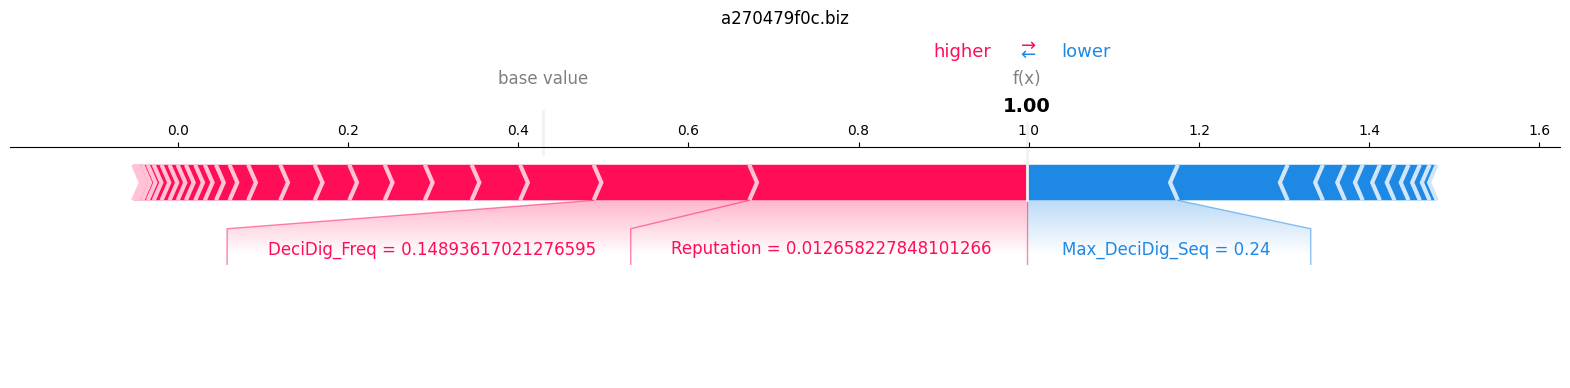 a270479f0c.biz
higher → ← lower
base value f(x)
1.00
0.0 0.2 0.4 0.6 0.8 1.0 1.2 1.4 1.6
DeciDig_Freq = 0.14893617021276595 Reputation = 0.012658227848101266 Max_DeciDig_Seq = 0.24